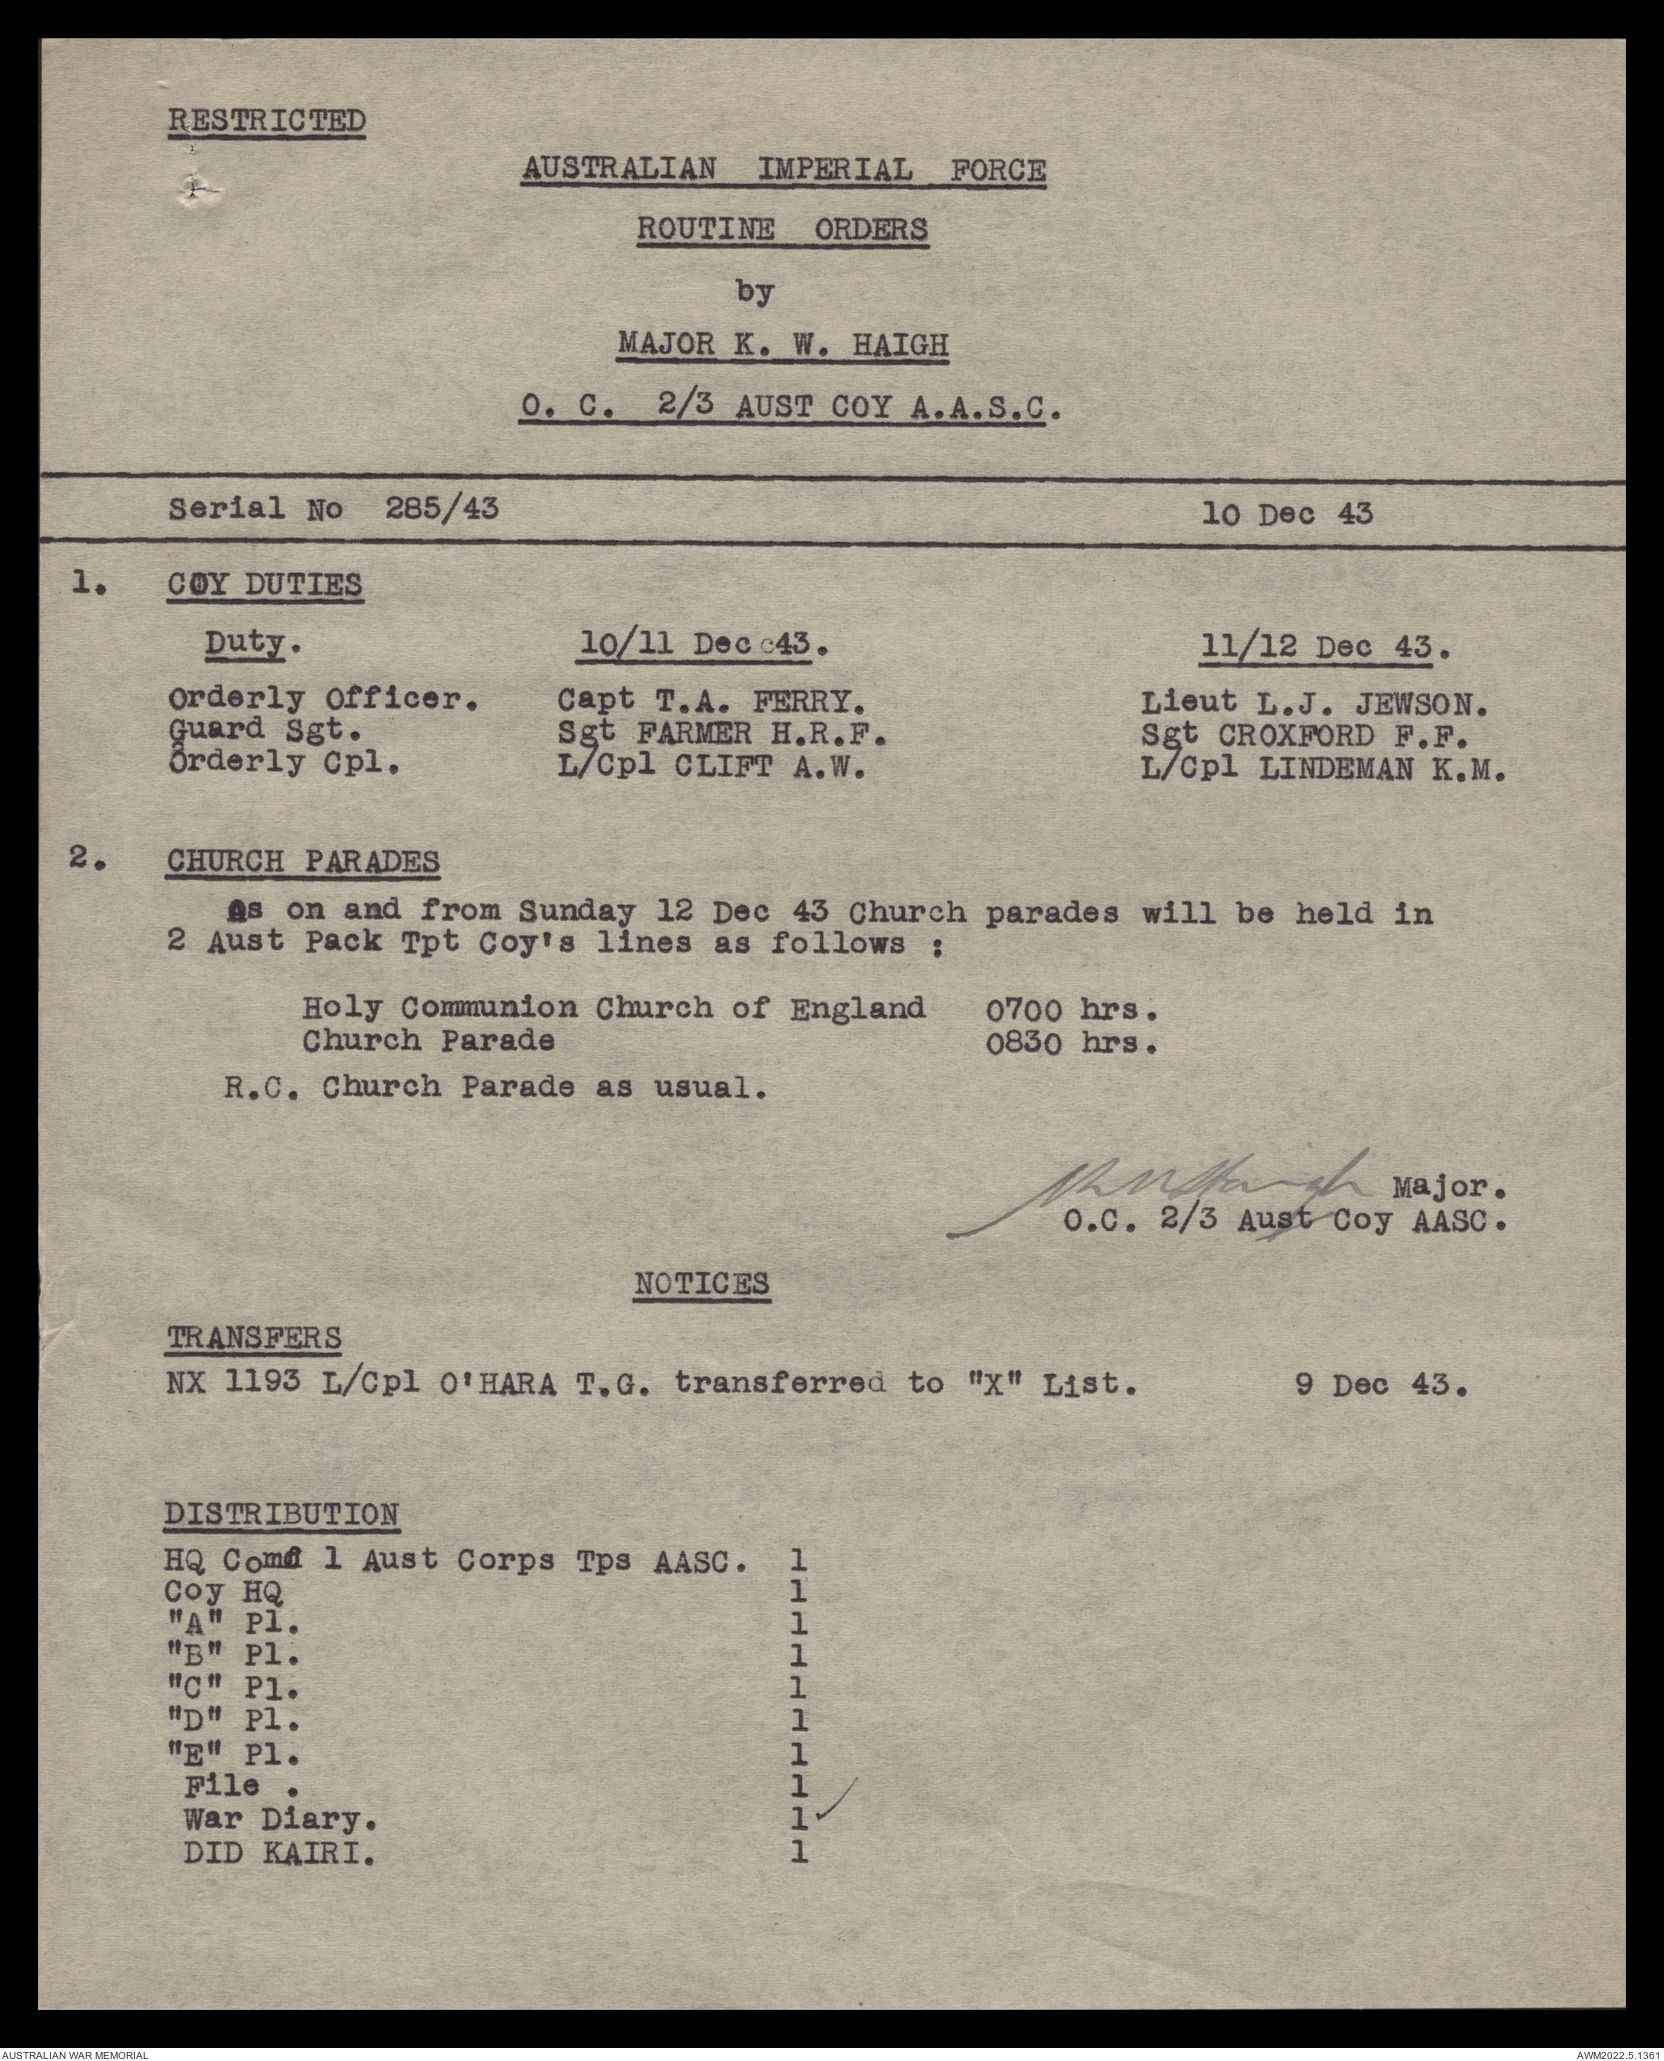 RESTRICTED
AUSTRALIAN IMPERIAL FORCE
ROUTINE ORDERS
by
MAJOR K. W. HAIGH
O. C. 2/3 AUST COY A.A.S.C.
Serial No 285/43 10 Dec 43
1. COY DUTIES
Duty. 10/11 Dec 43. 11/12 Dec 43.
Orderly Officer. Capt T.A. FERRY. Lieut L.J. JEWSON.
Guard Sgt. Sgt FARMER H.R.F. Sgt CROXFORD F.F.
Orderly Cpl. L/Cpl CLIFT A.W. L/Cpl LINDEMAN K.M.
2. CHURCH PARADES
As on and from Sunday 12 Dec 43 Church parades will be held in
2 Aust Pack Tpt Coy's lines as follows :
Holy Communion Church of England 0700 hrs.
Church Parade 0830 hrs.
R.C. Church Parade as usual.
K W Haigh Major.
O.C. 2/3 Aust Coy AASC.
NOTICES
TRANSFERS
NX 1193 L/Cpl O'HARA T.G. transferred to "X" List. 9 Dec 43.
DISTRIBUTION
HQ Comd 1 Aust Corps Tps AASC. 1
Coy HQ 1
"A" Pl. 1
"B" Pl. 1
"C" Pl. 1
"D" Pl. 1
"E" Pl. 1
File . 1
War Diary. 1 ✓
DID KAIRI. 1
AUSTRALIAN WAR MEMORIAL AWM2022.5.1361